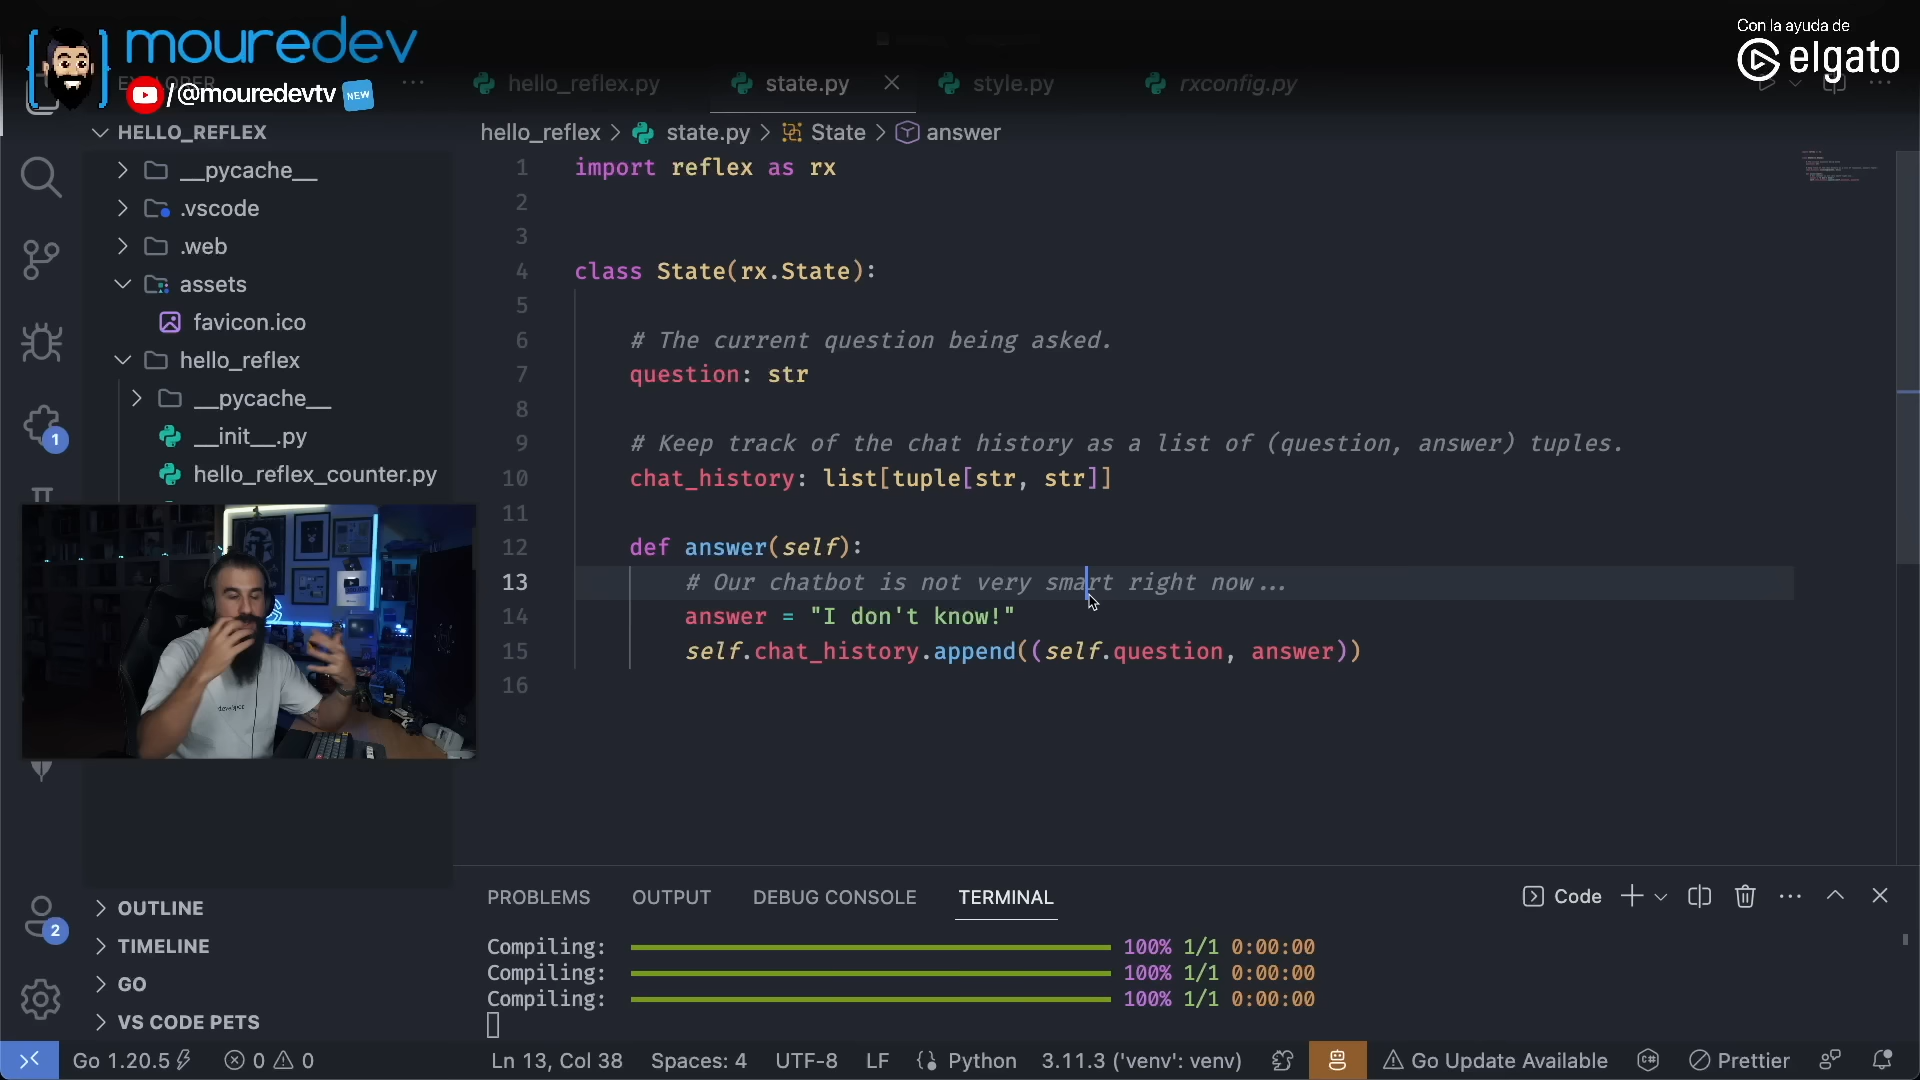 mouredev
/@mouredevtv NEW
Con la ayuda de
elgato
EXPLORER
hello_reflex.py
state.py
style.py
rxconfig.py
HELLO_REFLEX
hello_reflex > state.py > State > answer
__pycache__
.vscode
.web
assets
favicon.ico
hello_reflex
__pycache__
__init__.py
hello_reflex_counter.py
1
2
OUTLINE
TIMELINE
GO
VS CODE PETS
1 import reflex as rx
2
3
4 class State(rx.State):
5
6 # The current question being asked.
7 question: str
8
9 # Keep track of the chat history as a list of (question, answer) tuples.
10 chat_history: list[tuple[str, str]]
11
12 def answer(self):
13 # Our chatbot is not very smart right now...
14 answer = "I don't know!"
15 self.chat_history.append((self.question, answer))
16
PROBLEMS OUTPUT DEBUG CONSOLE TERMINAL
Code
Compiling: 100% 1/1 0:00:00
Compiling: 100% 1/1 0:00:00
Compiling: 100% 1/1 0:00:00
Go 1.20.5 0 0 Ln 13, Col 38 Spaces: 4 UTF-8 LF Python 3.11.3 ('venv': venv) Go Update Available Prettier